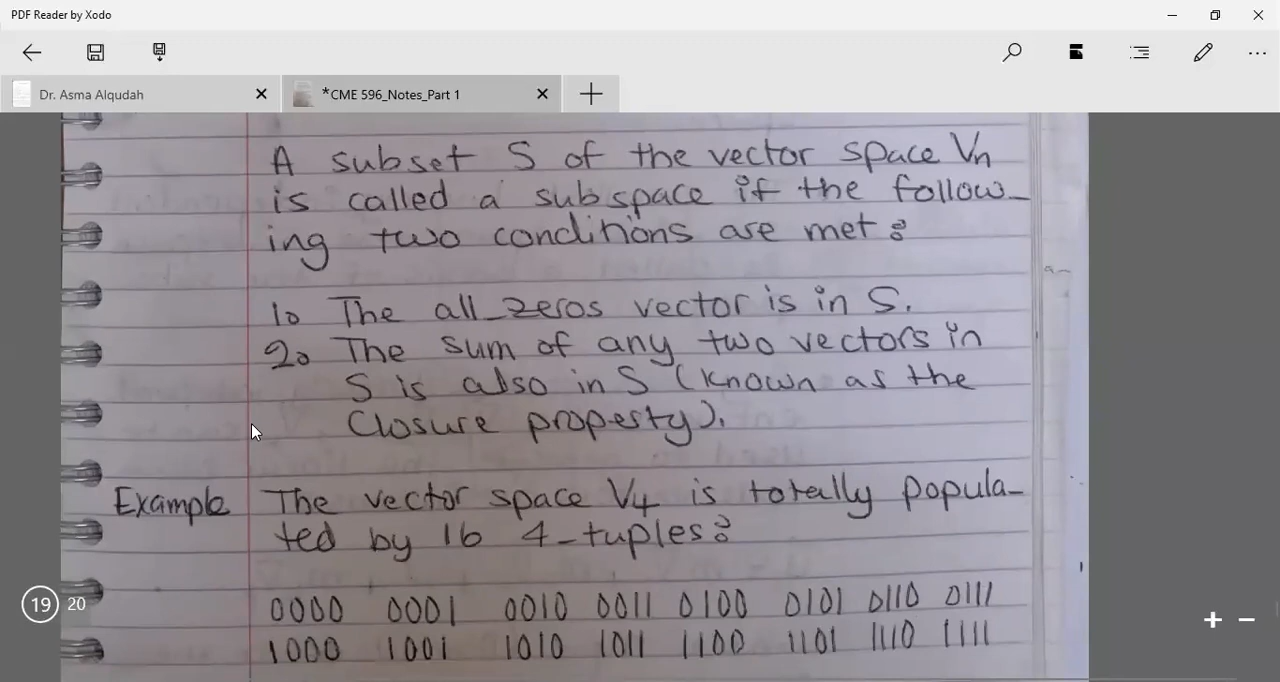 PDF Reader by Xodo
Dr. Asma Alqudah
*CME 596_Notes_Part 1
A subset S of the vector space Vn
is called a subspace if the follow-
ing two conditions are met:
1. The all-zeros vector is in S.
2. The sum of any two vectors in
S is also in S (known as the
Closure property).
Example The vector space V4 is totally popula-
ted by 16 4-tuples:
0000 0001 0010 0011 0100 0101 0110 0111
1000 1001 1010 1011 1100 1101 1110 1111
19 20